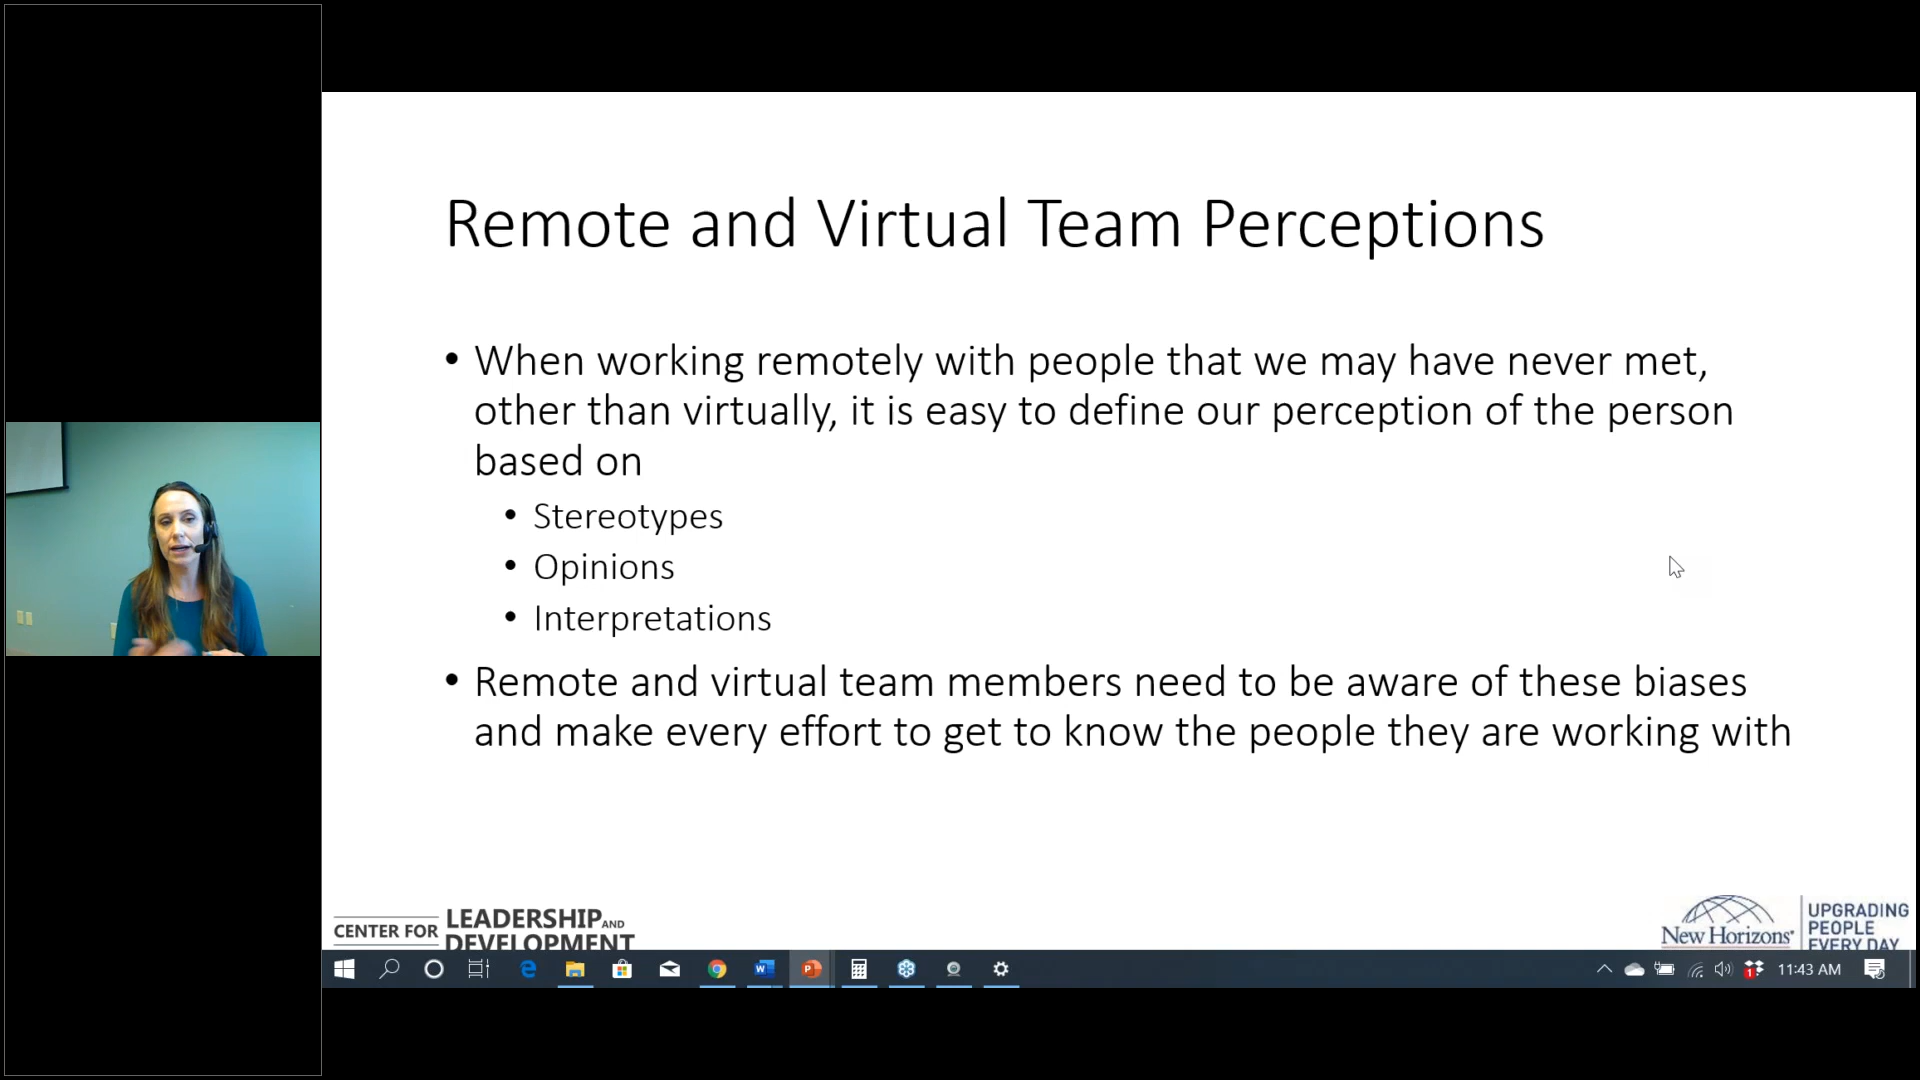 Remote and Virtual Team Perceptions
• When working remotely with people that we may have never met,
other than virtually, it is easy to define our perception of the person
based on
• Stereotypes
• Opinions
• Interpretations
• Remote and virtual team members need to be aware of these biases
and make every effort to get to know the people they are working with
CENTER FOR LEADERSHIP AND
DEVELOPMENT
New Horizons®
UPGRADING
PEOPLE
EVERY DAY
11:43 AM